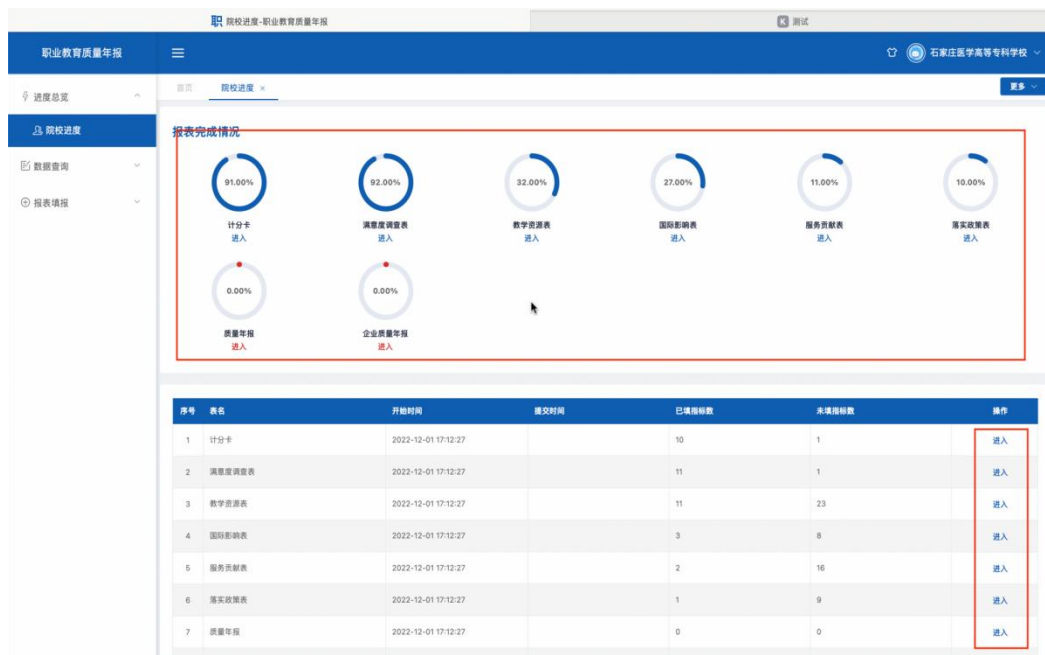 职 院校进度-职业教育质量年报
K 测试
职业教育质量年报
石家庄医学高等专科学校
进度总览
首页 院校进度 ×
更多
院校进度
数据查询
报表填报
报表完成情况
91.00% 92.00% 32.00% 27.00% 11.00% 10.00%
计分卡 满意度调查表 教学资源表 国际影响表 服务贡献表 落实政策表
进入 进入 进入 进入 进入 进入
0.00% 0.00%
质量年报 企业质量年报
进入 进入
序号 表名 开始时间 提交时间 已填指标数 未填指标数 操作
1 计分卡 2022-12-01 17:12:27 10 1 进入
2 满意度调查表 2022-12-01 17:12:27 11 1 进入
3 教学资源表 2022-12-01 17:12:27 11 23 进入
4 国际影响表 2022-12-01 17:12:27 3 8 进入
5 服务贡献表 2022-12-01 17:12:27 2 16 进入
6 落实政策表 2022-12-01 17:12:27 1 9 进入
7 质量年报 2022-12-01 17:12:27 0 0 进入